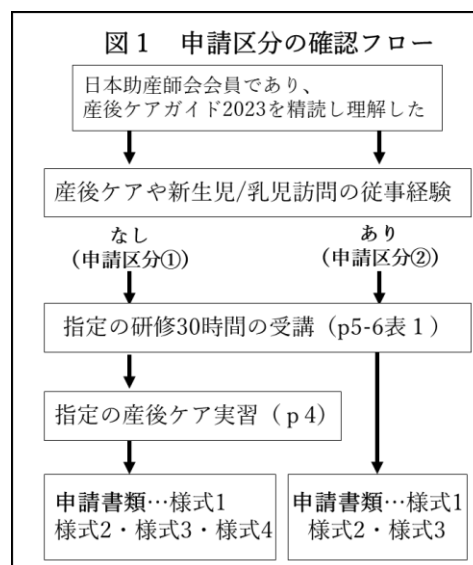 図1　申請区分の確認フロー
日本助産師会会員であり、
産後ケアガイド2023を精読し理解した
産後ケアや新生児/乳児訪問の従事経験
なし
(申請区分①)
あり
(申請区分②)
指定の研修30時間の受講（p5-6表1）
指定の産後ケア実習（p4）
申請書類…様式1
様式2・様式3・様式4
申請書類…様式1
様式2・様式3